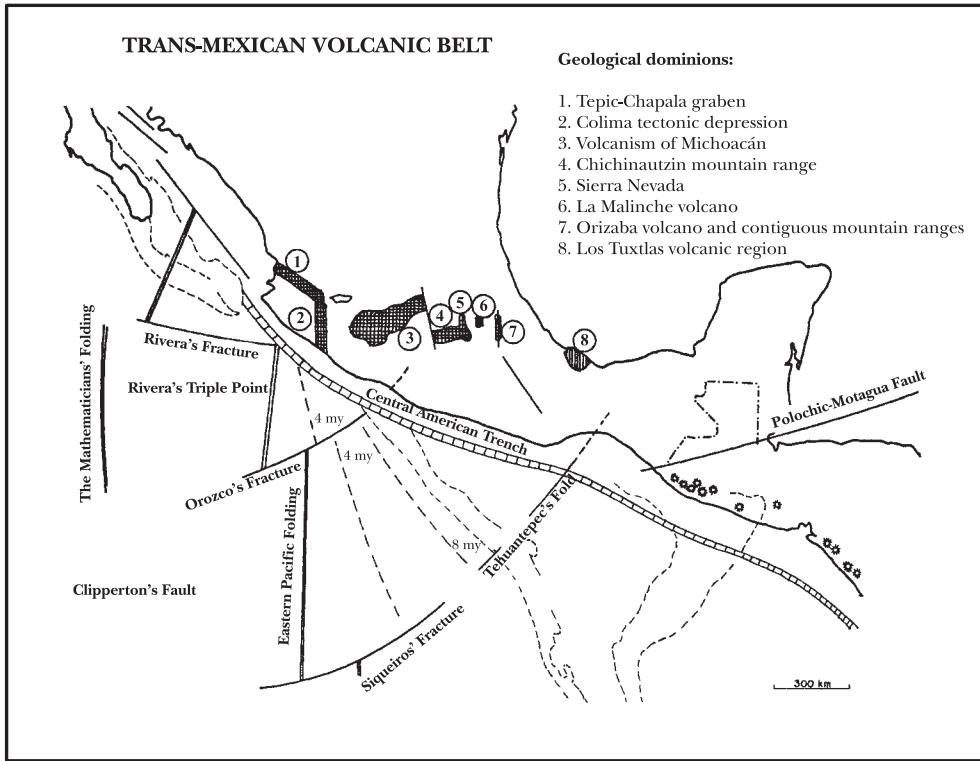 TRANS-MEXICAN VOLCANIC BELT
Geological dominions:
1. Tepic-Chapala graben
2. Colima tectonic depression
3. Volcanism of Michoacán
4. Chichinautzin mountain range
5. Sierra Nevada
6. La Malinche volcano
7. Orizaba volcano and contiguous mountain ranges
8. Los Tuxtlas volcanic region
1
2
3
4
5
6
7
8
The Mathematicians' Folding
Rivera's Fracture
Rivera's Triple Point
Central American Trench
Polochic-Motagua Fault
4 my
4 my
Orozco's Fracture
8 my
Tehuantepec's Fold
Eastern Pacific Folding
Clipperton's Fault
Siqueiros' Fracture
300 km